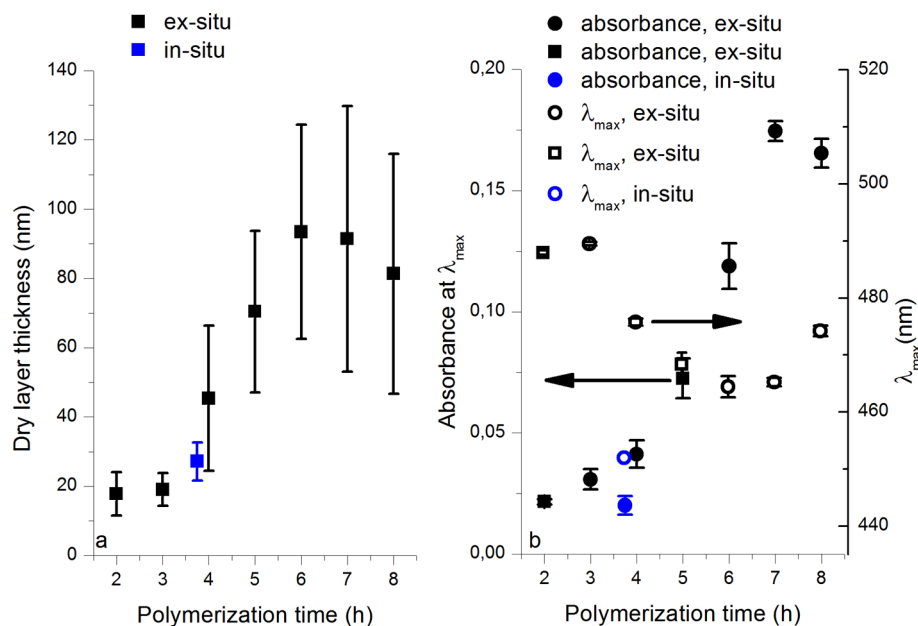 ex-situ
in-situ
140
120
100
80
60
40
20
0
Dry layer thickness (nm)
a
2 3 4 5 6 7 8
Polymerization time (h)
absorbance, ex-situ
absorbance, ex-situ
absorbance, in-situ
λmax, ex-situ
λmax, ex-situ
λmax, in-situ
0,20
0,15
0,10
0,05
0,00
Absorbance at λmax
b
2 3 4 5 6 7 8
Polymerization time (h)
520
500
480
460
440
λmax(nm)